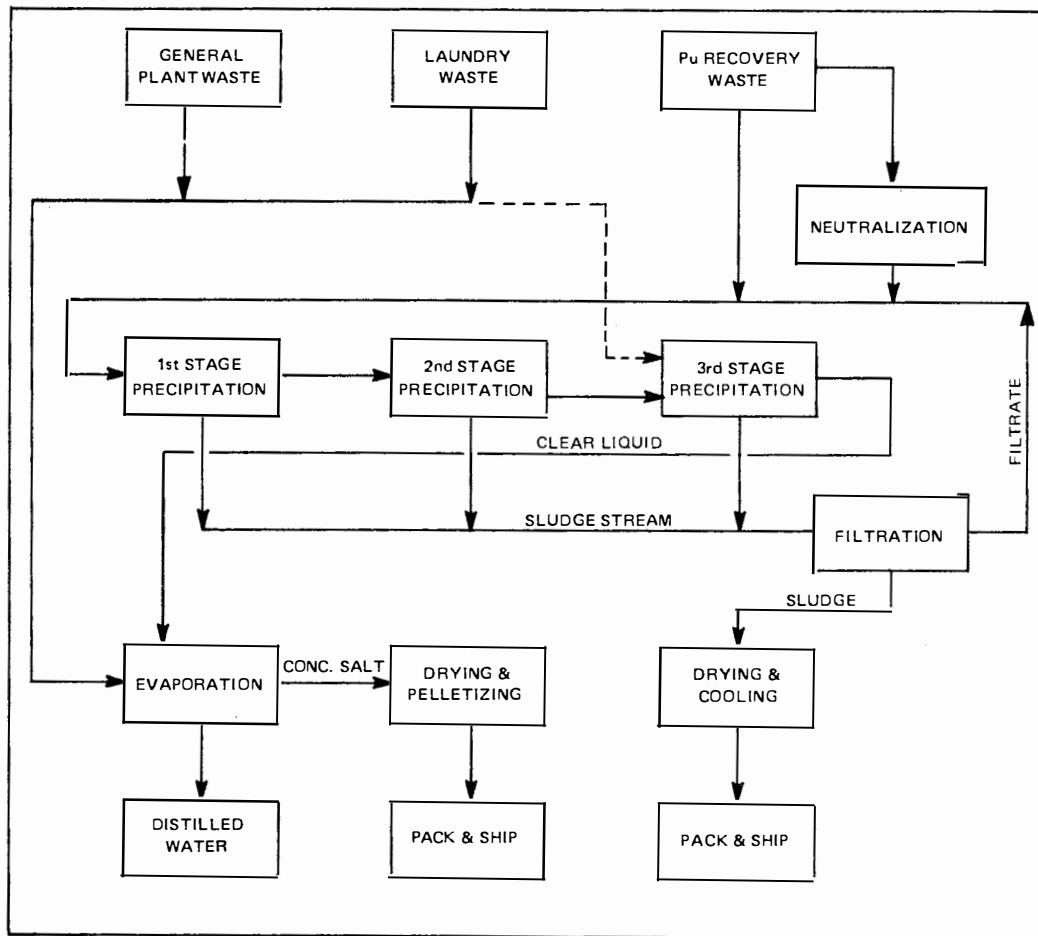 GENERAL
PLANT WASTE
LAUNDRY
WASTE
Pu RECOVERY
WASTE
NEUTRALIZATION
1st STAGE
PRECIPITATION
2nd STAGE
PRECIPITATION
3rd STAGE
PRECIPITATION
FILTRATE
CLEAR LIQUID
SLUDGE STREAM
FILTRATION
SLUDGE
EVAPORATION
CONC. SALT
DRYING &
PELLETIZING
DRYING &
COOLING
DISTILLED
WATER
PACK & SHIP
PACK & SHIP